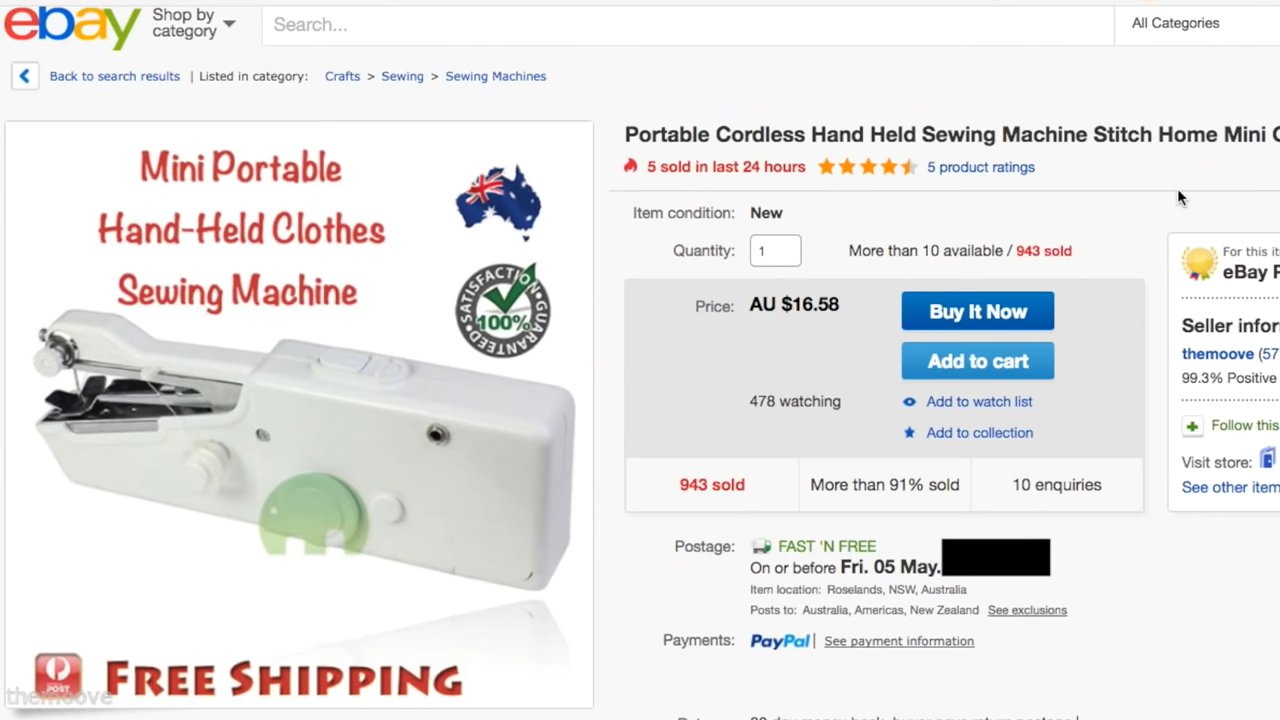 ebay
Shop by
category
Search...
All Categories
Back to search results | Listed in category: Crafts > Sewing > Sewing Machines
Mini Portable
Hand-Held Clothes
Sewing Machine
SATISFACTION
100%
GUARANTEED
FREE SHIPPING
POST
themoove
Portable Cordless Hand Held Sewing Machine Stitch Home Mini
5 sold in last 24 hours
5 product ratings
Item condition: New
Quantity: 1 More than 10 available / 943 sold
Price: AU $16.58
Buy It Now
Add to cart
478 watching
Add to watch list
Add to collection
943 sold
More than 91% sold
10 enquiries
Postage: FAST 'N FREE
On or before Fri. 05 May.
Item location: Roselands, NSW, Australia
Posts to: Australia, Americas, New Zealand See exclusions
Payments: PayPal | See payment information
For this
eBay
Seller
themoove (57
99.3% Positive
Follow this
Visit store:
See other